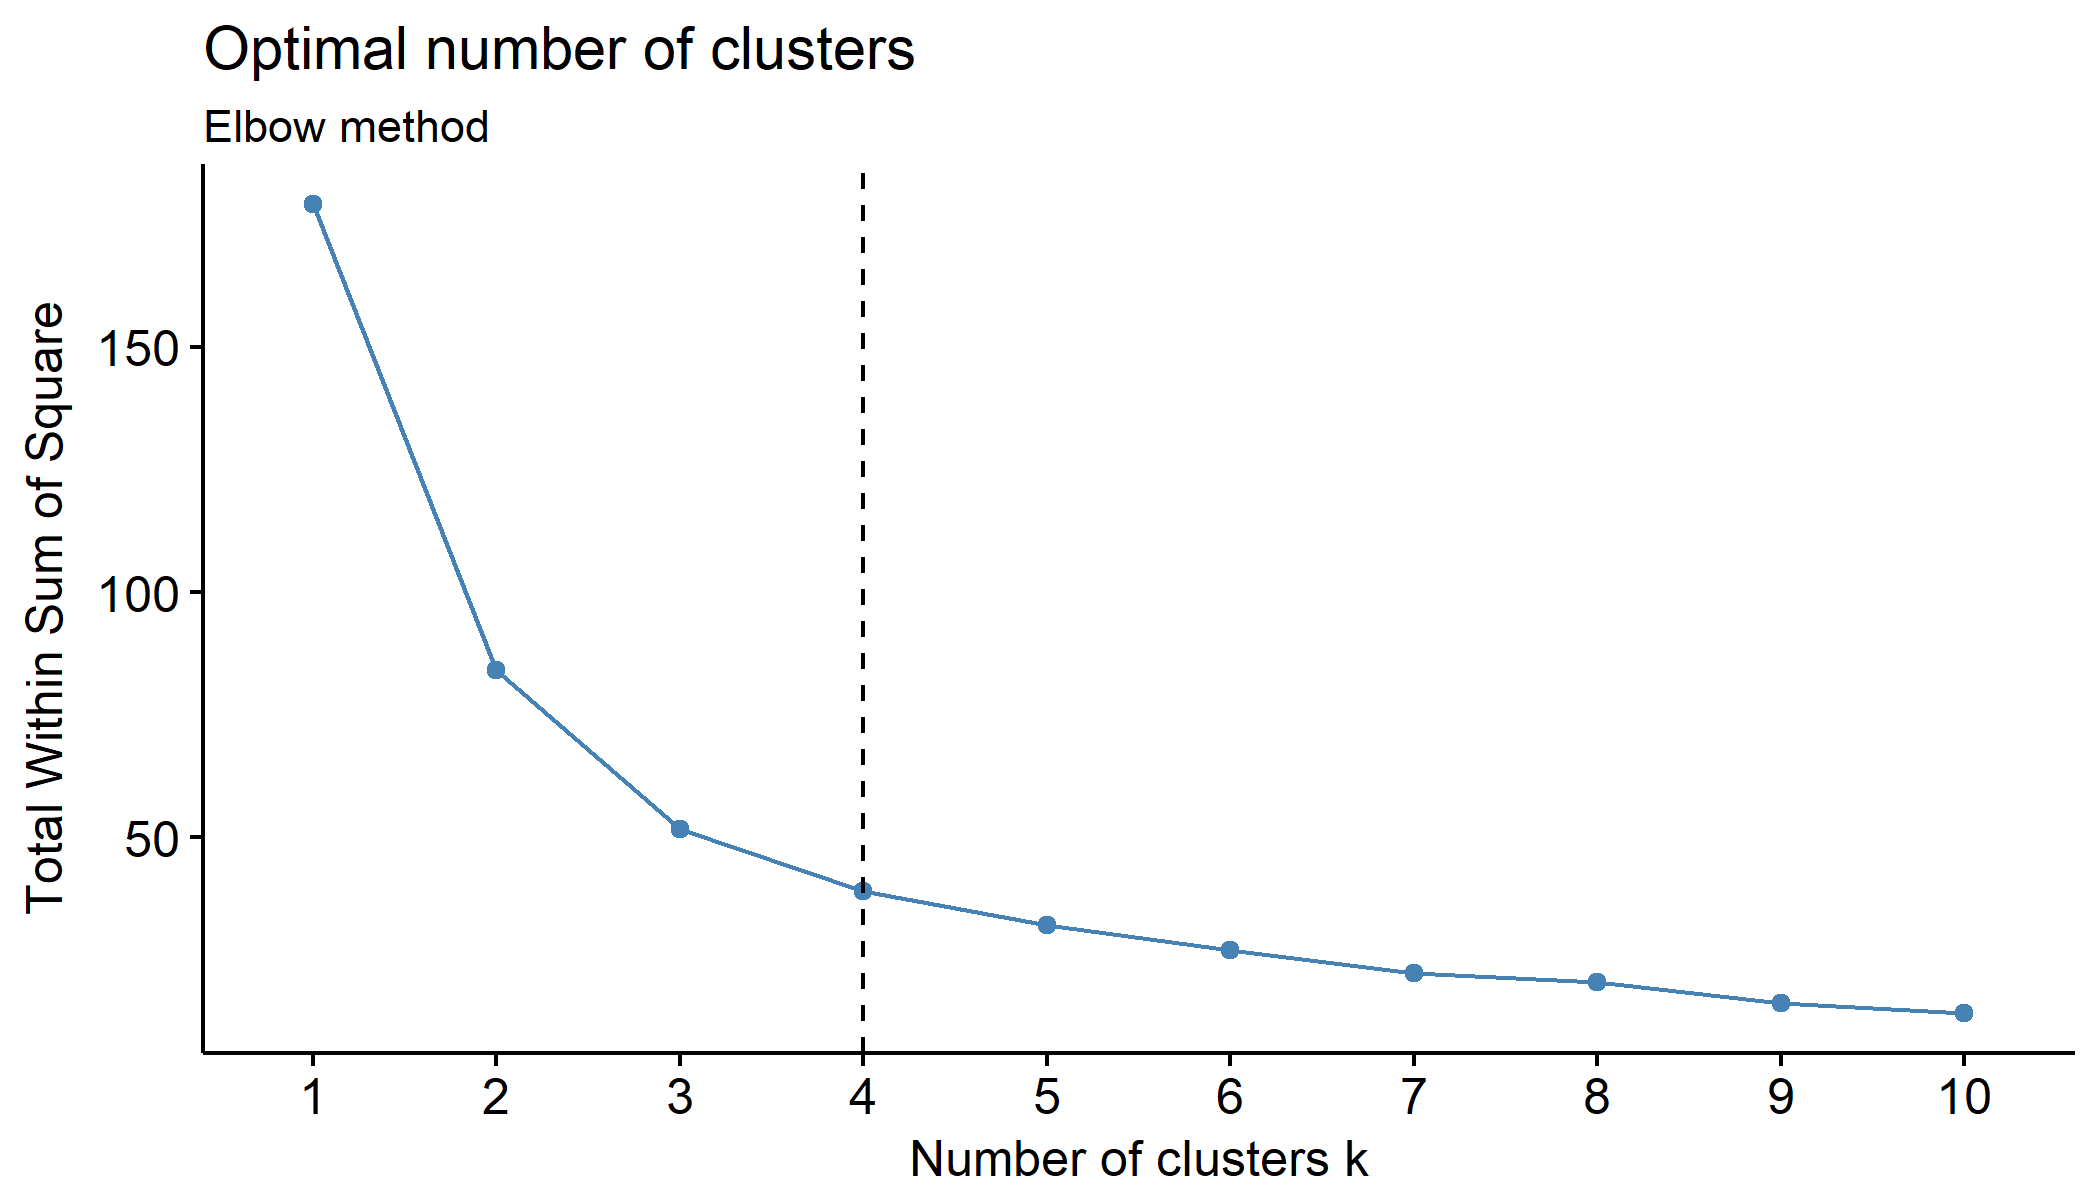 Optimal number of clusters
Elbow method
Total Within Sum of Square
150
100
50
1 2 3 4 5 6 7 8 9 10
Number of clusters k